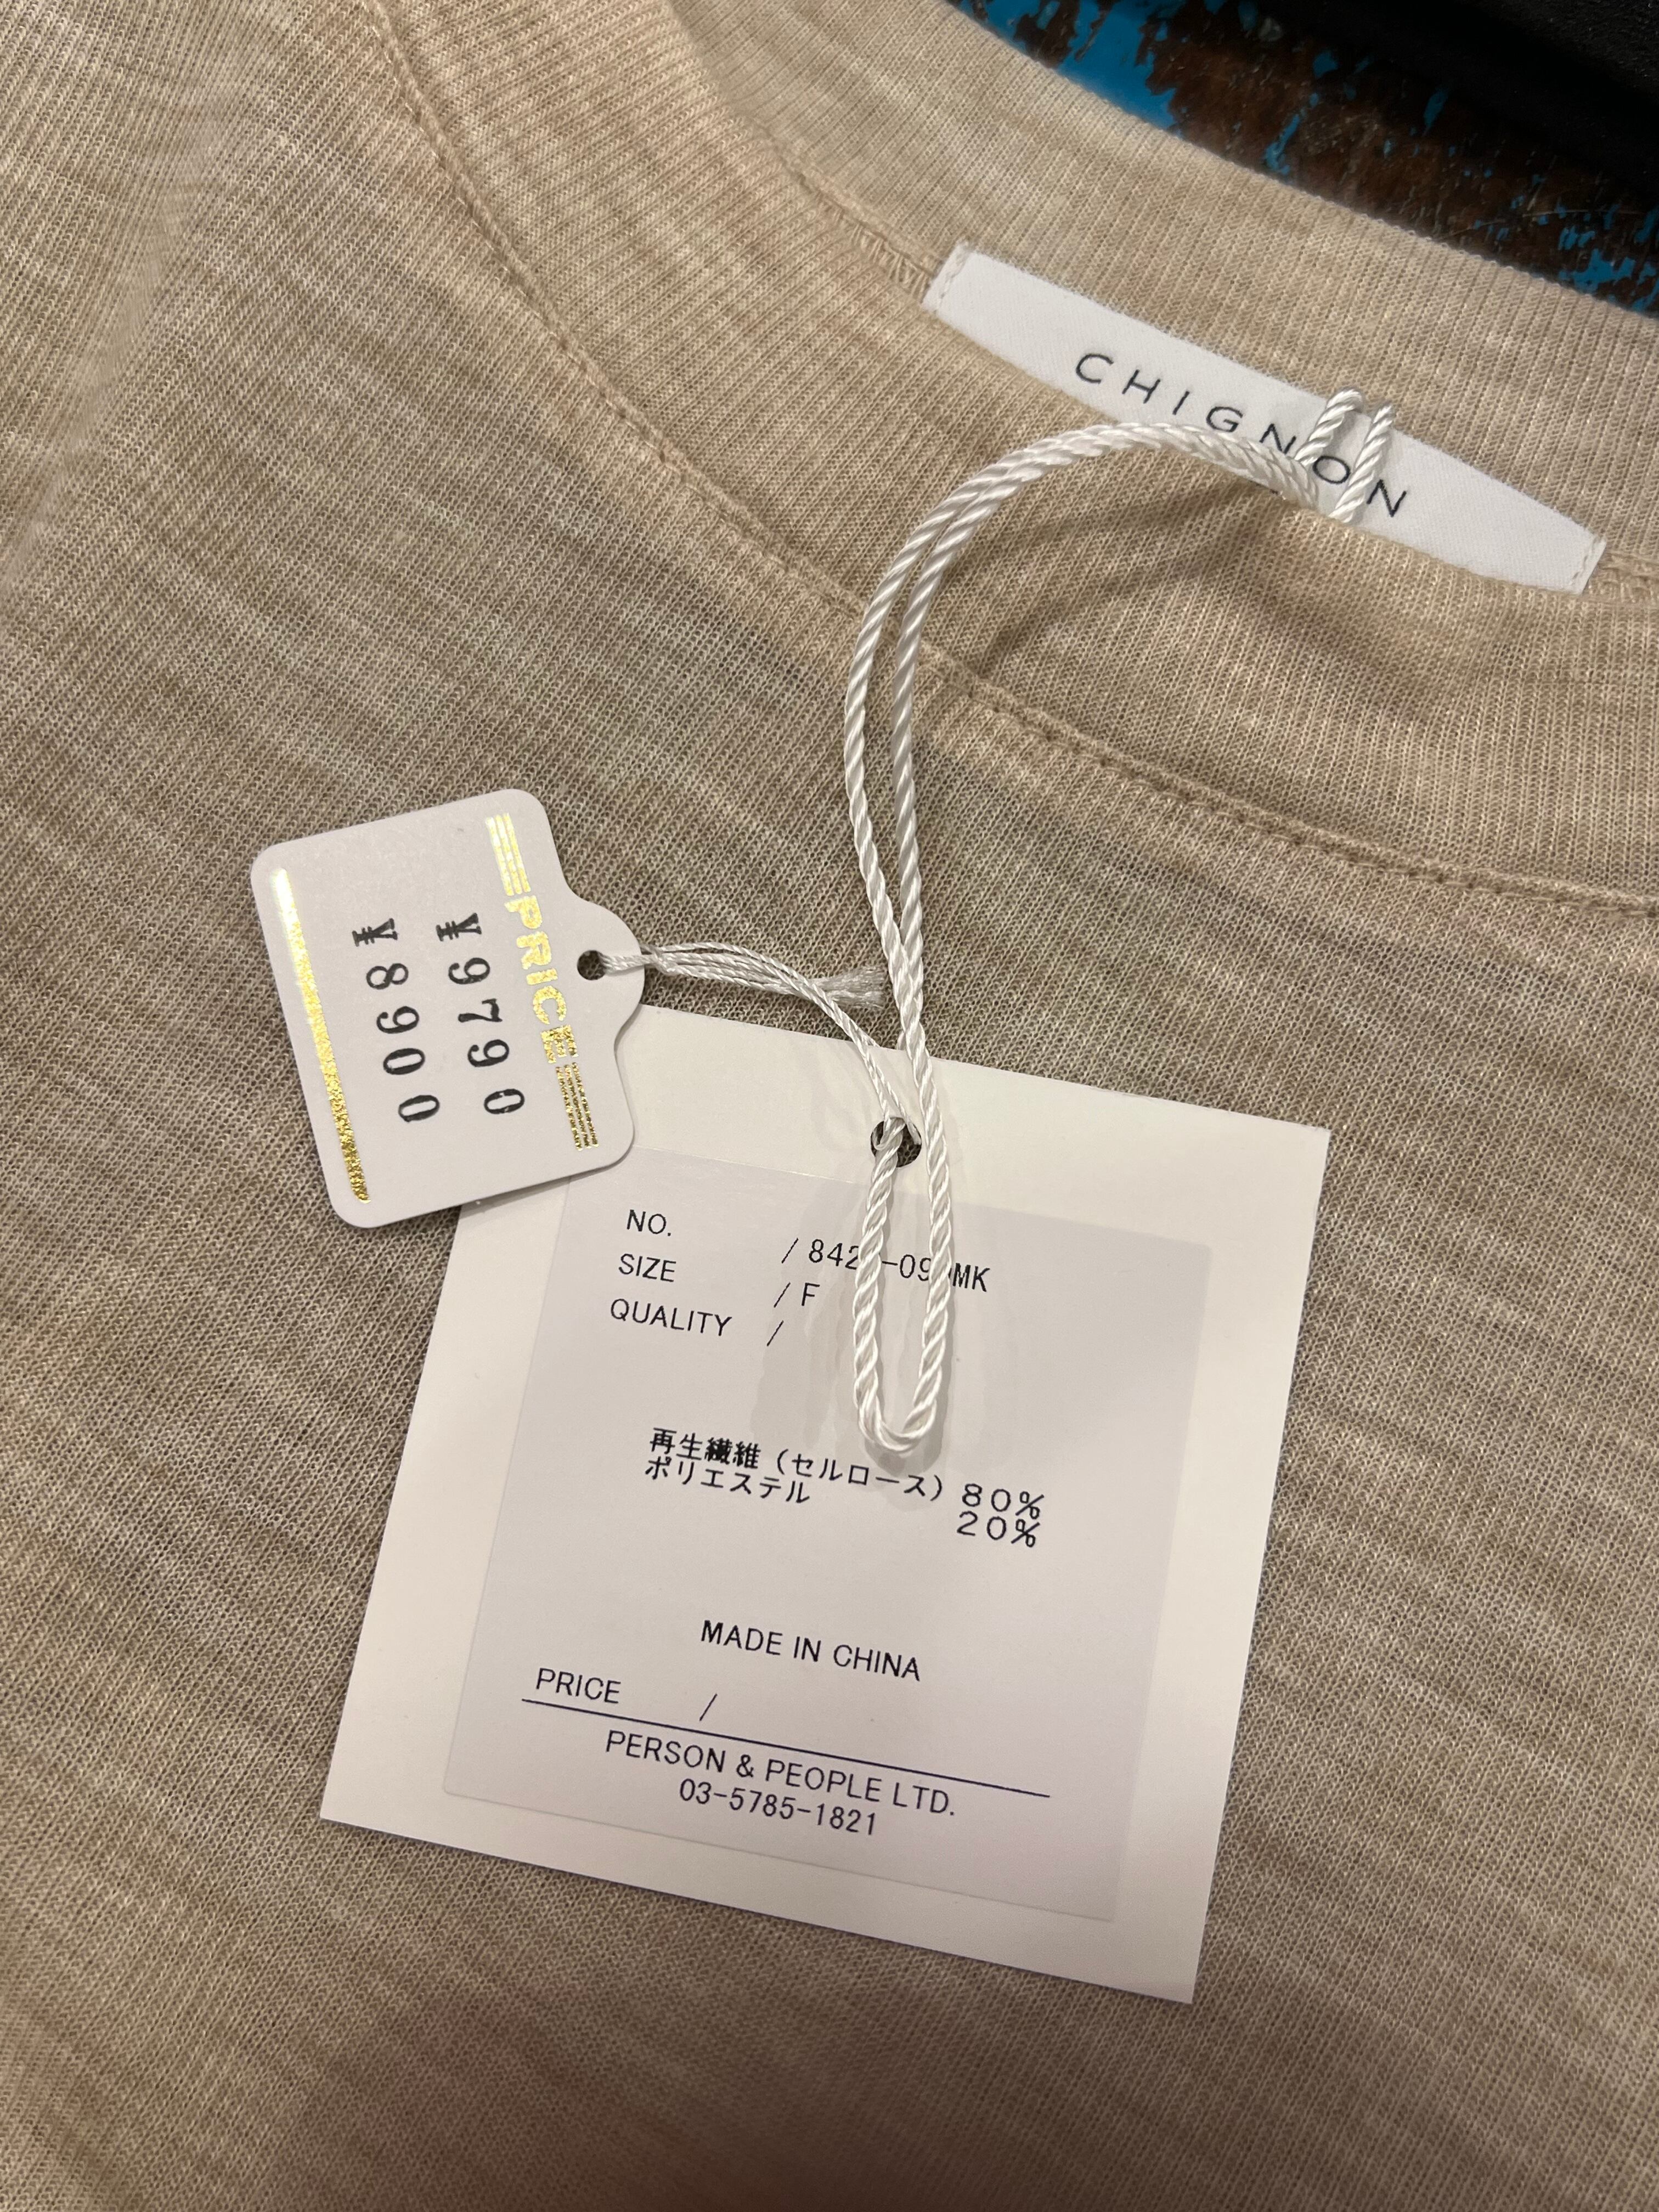 CHIGNON
PRICE
¥9790
¥8900
NO. /
SIZE / F
QUALITY /
再生繊維(セルロース) 80%
ポリエステル 20%
MADE IN CHINA
PRICE /
PERSON & PEOPLE LTD.
03-5785-1821